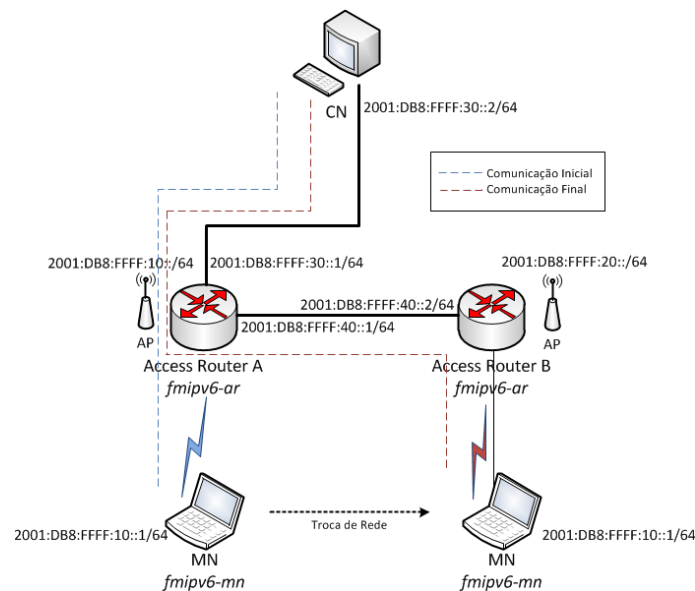 CN
2001:DB8:FFFF:30::2/64
Comunicação Inicial
Comunicação Final
2001:DB8:FFFF:10::/64
2001:DB8:FFFF:30::1/64
2001:DB8:FFFF:20::/64
2001:DB8:FFFF:40::2/64
2001:DB8:FFFF:40::1/64
AP
AP
Access Router A
fmipv6-ar
Access Router B
fmipv6-ar
2001:DB8:FFFF:10::1/64
Troca de Rede
2001:DB8:FFFF:10::1/64
MN
fmipv6-mn
MN
fmipv6-mn